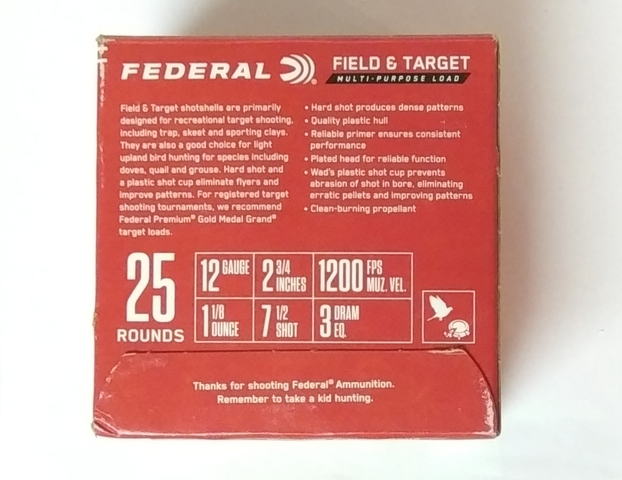 FEDERAL®
FIELD & TARGET
MULTI-PURPOSE LOAD
Field & Target shotshells are primarily
designed for recreational target shooting,
including trap, skeet and sporting clays.
They are also a good choice for light
upland bird hunting for species including
doves, quail and grouse. Hard shot and
a plastic shot cup eliminate flyers and
improve patterns. For registered target
shooting tournaments, we recommend
Federal Premium® Gold Medal Grand®
target loads.
• Hard shot produces dense patterns
• Quality plastic hull
• Reliable primer ensures consistent
performance
• Plated head for reliable function
• Wad's plastic shot cup prevents
abrasion of shot in bore, eliminating
erratic pellets and improving patterns
• Clean-burning propellant
25
ROUNDS
12 GAUGE
2 3/4 INCHES
1200 FPS MUZ. VEL.
1 1/8 OUNCE
7 1/2 SHOT
3 DRAM EQ.
Thanks for shooting Federal® Ammunition.
Remember to take a kid hunting.